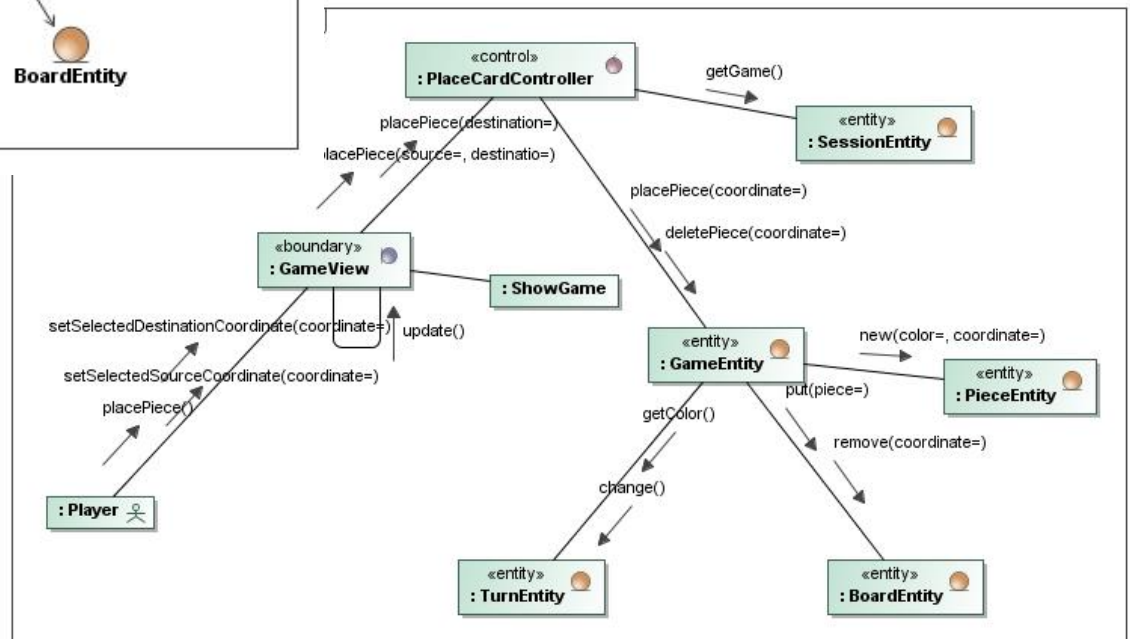 BoardEntity
«control»
: PlaceCardController
getGame()
«entity»
: SessionEntity
placePiece(destination=)
lacePiece(source=, destinatio=)
placePiece(coordinate=)
deletePiece(coordinate=)
«boundary»
: GameView
: ShowGame
setSelectedDestinationCoordinate(coordinate=)
update()
setSelectedSourceCoordinate(coordinate=)
placePiece()
«entity»
: GameEntity
new(color=, coordinate=)
«entity»
: PieceEntity
put(piece=)
getColor()
remove(coordinate=)
change()
: Player
«entity»
: TurnEntity
«entity»
: BoardEntity